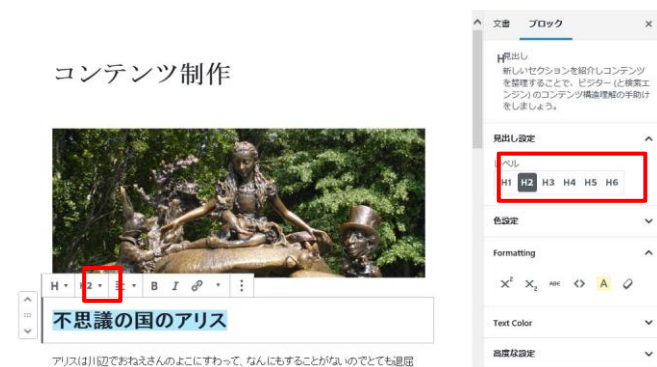 コンテンツ制作
H H2 B I
不思議の国のアリス
アリスは川辺でおねえさんのよこにすわって、なんにもすることがないのでとても退屈
文書 ブロック ×
見出し
新しいセクションを紹介しコンテンツ
を整理することで、ビジター (と検索エ
ンジン) のコンテンツ構造理解の手助け
をしましょう。
見出し設定
レベル
H1 H2 H3 H4 H5 H6
色設定
Formatting
X² X₂ ABC <> A
Text Color
高度な設定